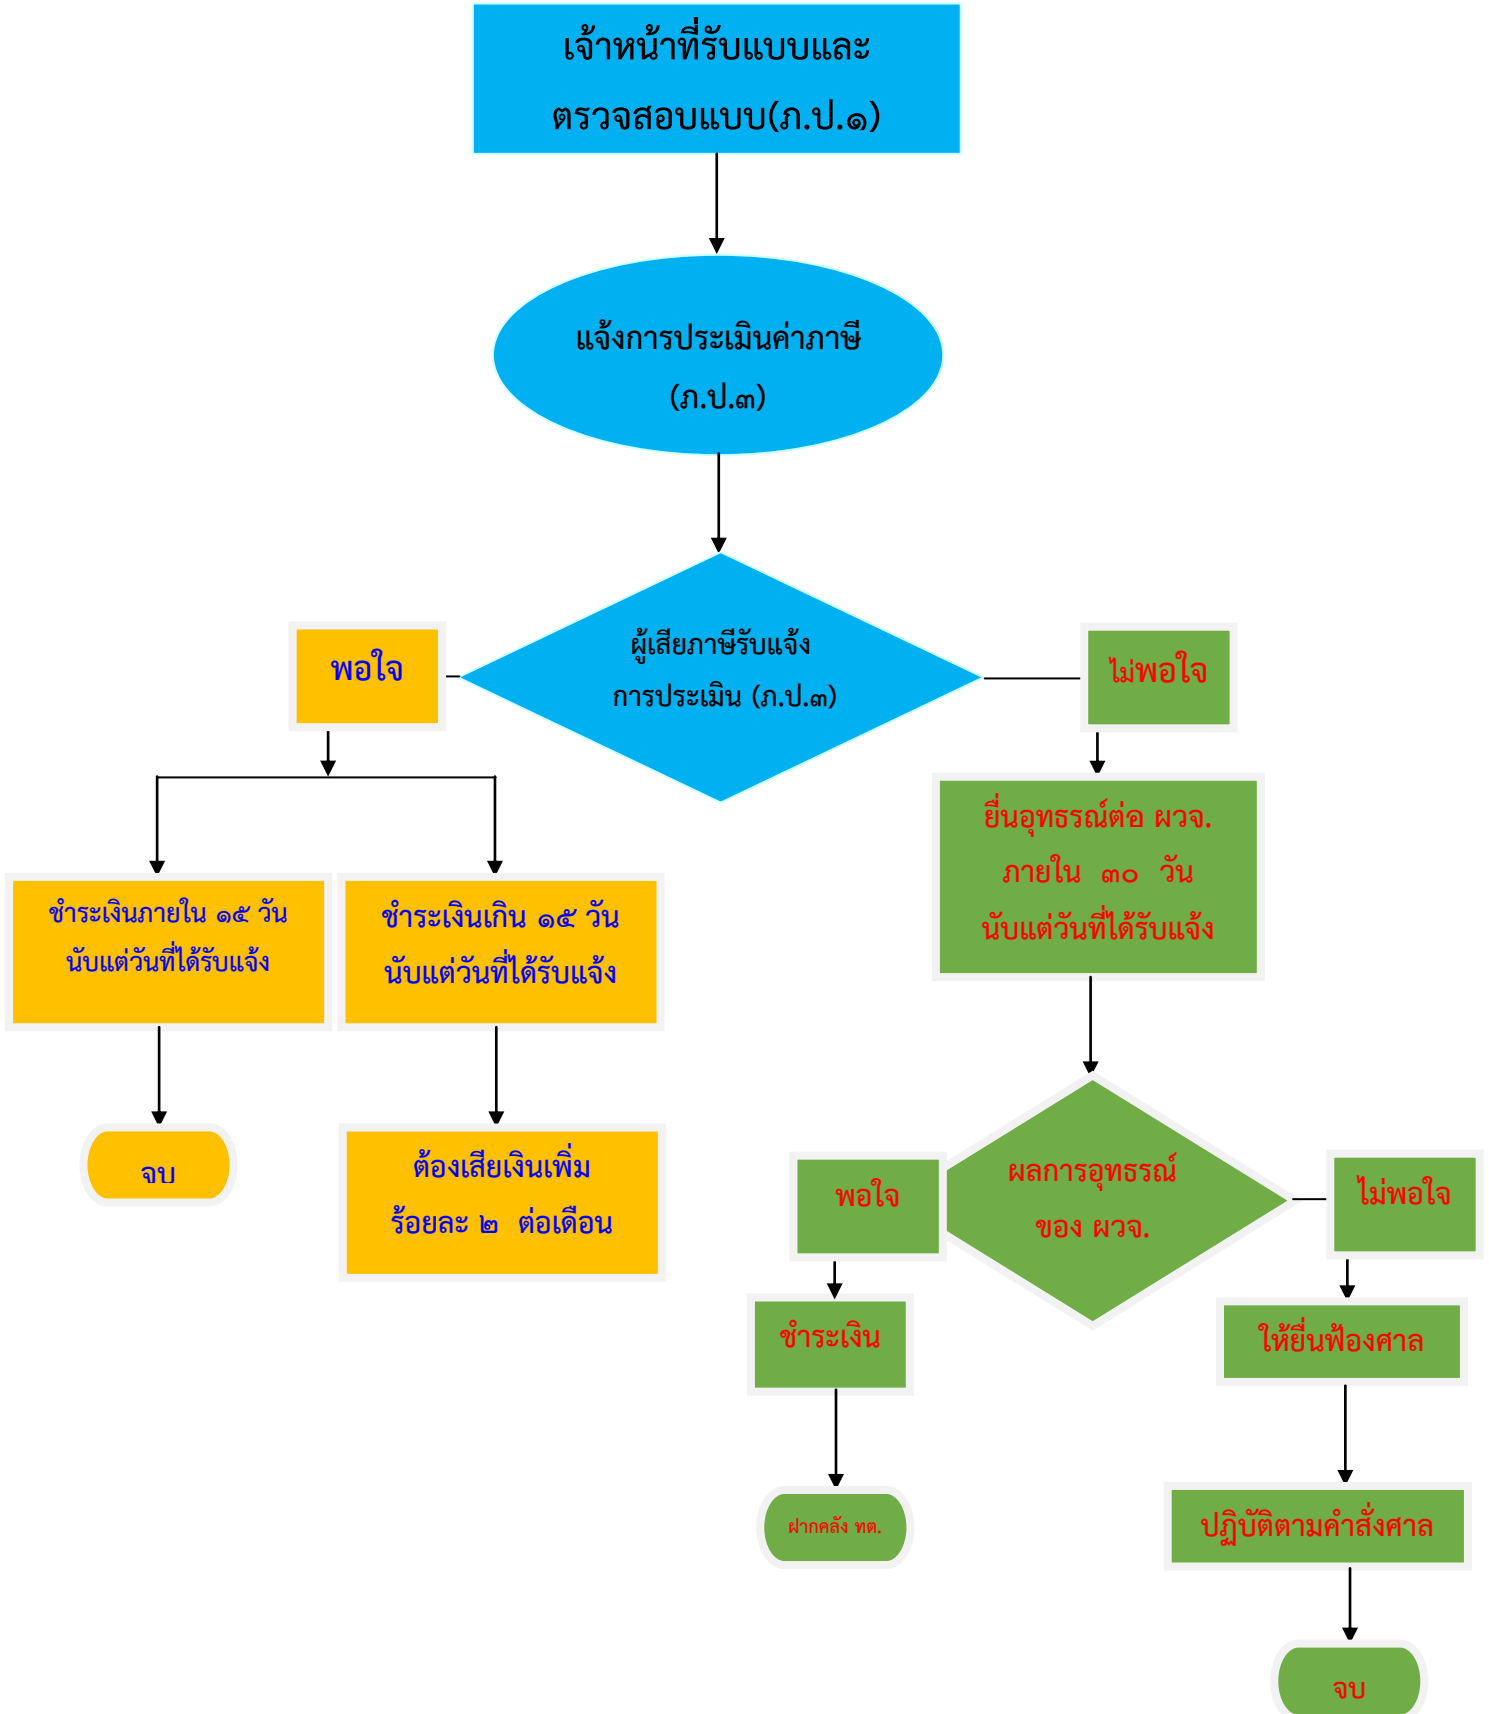 เจ้าหน้าที่รับแบบและ
ตรวจสอบแบบ(ภ.ป.๑)
แจ้งการประเมินค่าภาษี
(ภ.ป.๓)
ผู้เสียภาษีรับแจ้ง
การประเมิน (ภ.ป.๓)
พอใจ
ไม่พอใจ
ชำระเงินภายใน ๑๕ วัน
นับแต่วันที่ได้รับแจ้ง
ชำระเงินเกิน ๑๕ วัน
นับแต่วันที่ได้รับแจ้ง
ยื่นอุทธรณ์ต่อ ผวจ.
ภายใน ๓๐ วัน
นับแต่วันที่ได้รับแจ้ง
จบ
ต้องเสียเงินเพิ่ม
ร้อยละ ๒ ต่อเดือน
ผลการอุทธรณ์
ของ ผวจ.
พอใจ
ไม่พอใจ
ชำระเงิน
ให้ยื่นฟ้องศาล
ฝากคลัง ทต.
ปฏิบัติตามคำสั่งศาล
จบ